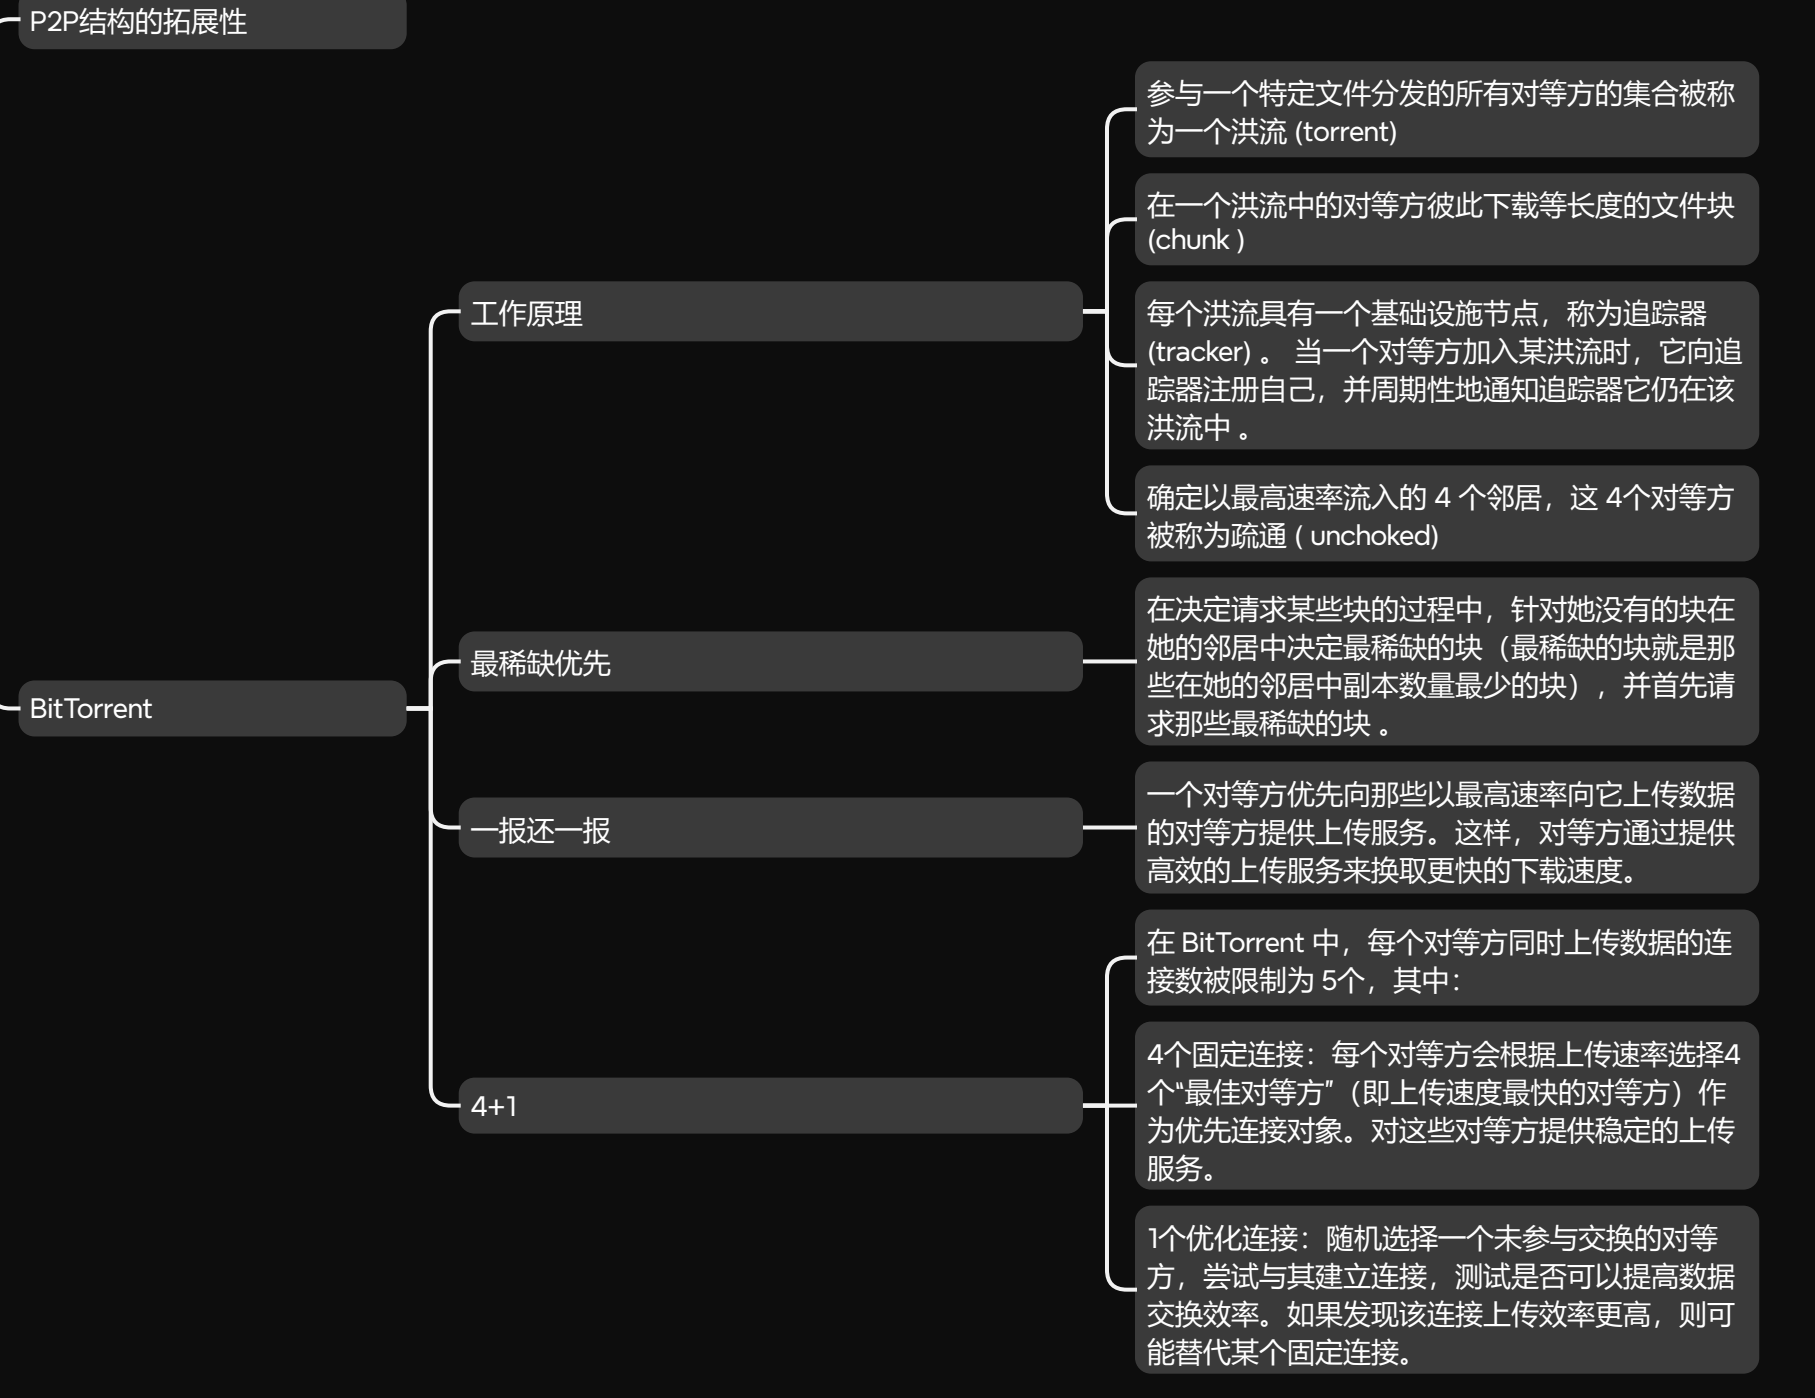 P2P结构的拓展性
BitTorrent
工作原理
参与一个特定文件分发的所有对等方的集合被称
为一个洪流 (torrent)
在一个洪流中的对等方彼此下载等长度的文件块
(chunk )
每个洪流具有一个基础设施节点，称为追踪器
(tracker) 。 当一个对等方加入某洪流时，它向追
踪器注册自己，并周期性地通知追踪器它仍在该
洪流中 。
确定以最高速率流入的 4 个邻居，这 4个对等方
被称为疏通 ( unchoked)
最稀缺优先
在决定请求某些块的过程中，针对她没有的块在
她的邻居中决定最稀缺的块（最稀缺的块就是那
些在她的邻居中副本数量最少的块），并首先请
求那些最稀缺的块 。
一报还一报
一个对等方优先向那些以最高速率向它上传数据
的对等方提供上传服务。这样，对等方通过提供
高效的上传服务来换取更快的下载速度。
4+1
在 BitTorrent 中，每个对等方同时上传数据的连
接数被限制为 5个，其中：
4个固定连接：每个对等方会根据上传速率选择4
个“最佳对等方”（即上传速度最快的对等方）作
为优先连接对象。对这些对等方提供稳定的上传
服务。
1个优化连接：随机选择一个未参与交换的对等
方，尝试与其建立连接，测试是否可以提高数据
交换效率。如果发现该连接上传效率更高，则可
能替代某个固定连接。